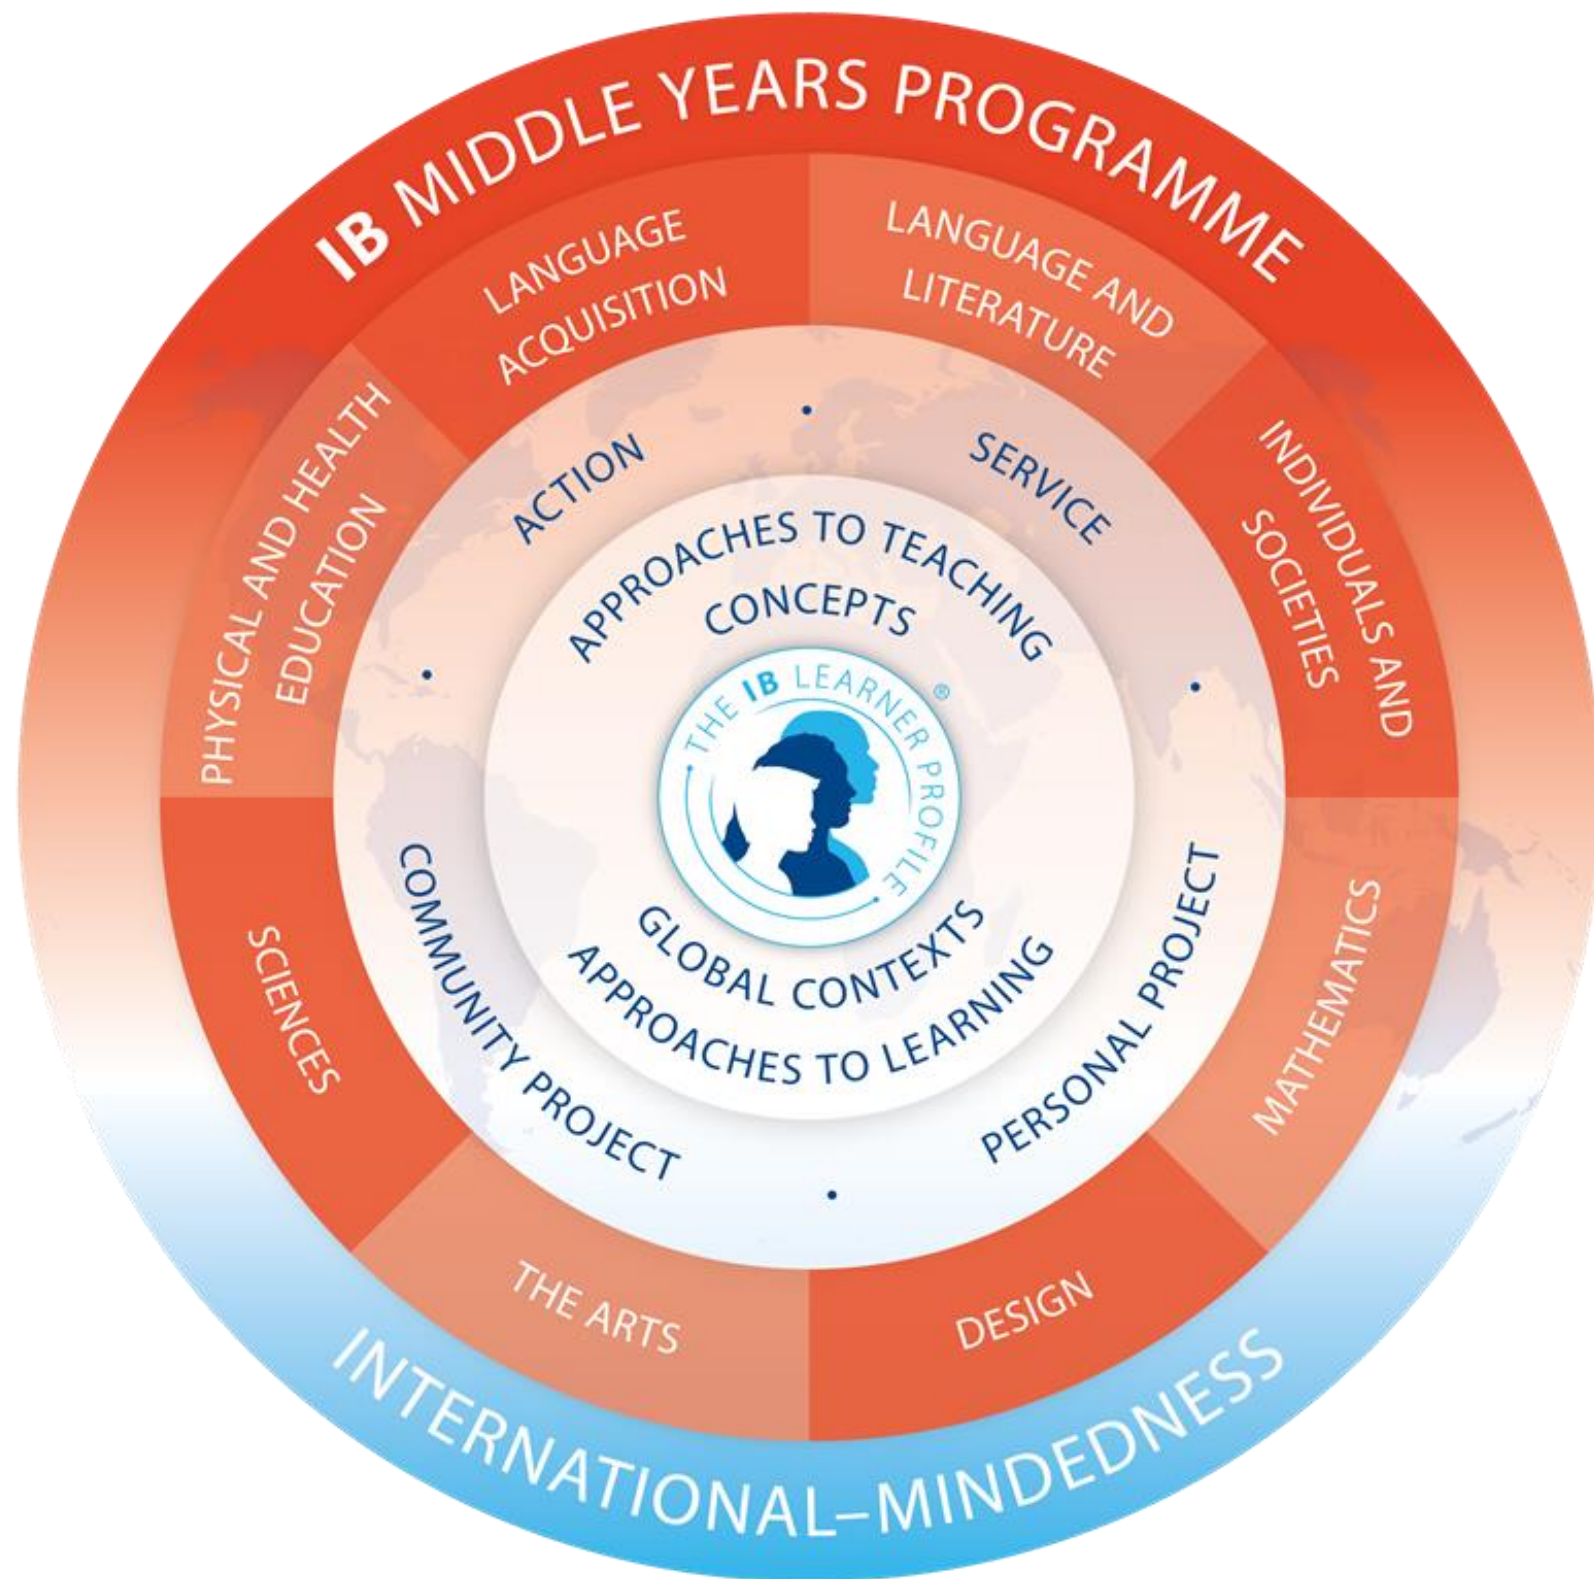 IB MIDDLE YEARS PROGRAMME
LANGUAGE
ACQUISITION
LANGUAGE AND
LITERATURE
INDIVIDUALS AND
SOCIETIES
MATHEMATICS
DESIGN
THE ARTS
SCIENCES
PHYSICAL AND HEALTH
EDUCATION
ACTION
SERVICE
PERSONAL PROJECT
COMMUNITY PROJECT
APPROACHES TO TEACHING
CONCEPTS
THE IB LEARNER PROFILE ®
GLOBAL CONTEXTS
APPROACHES TO LEARNING
INTERNATIONAL–MINDEDNESS